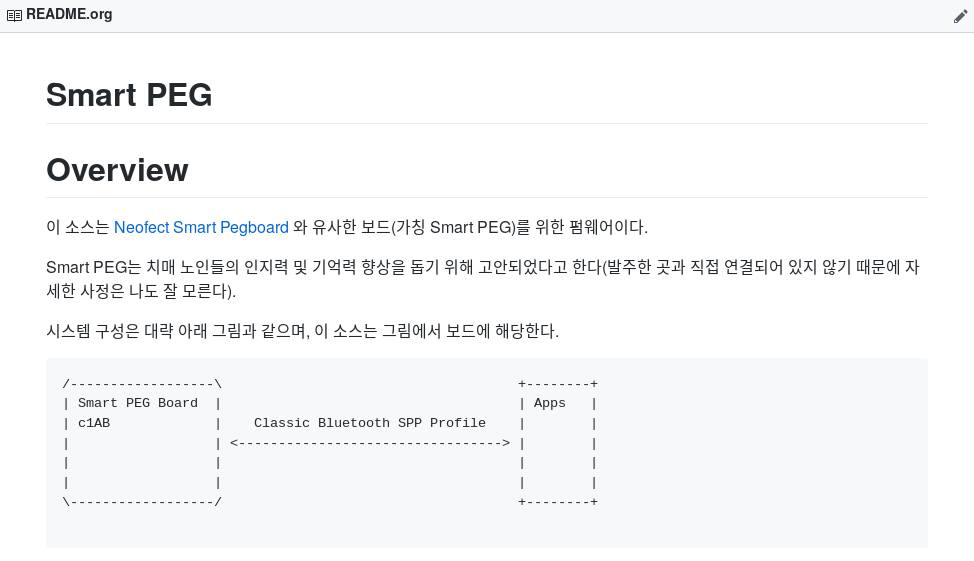 README.org
Smart PEG
Overview
이 소스는 Neofect Smart Pegboard 와 유사한 보드(가칭 Smart PEG)를 위한 펌웨어이다.
Smart PEG는 치매 노인들의 인지력 및 기억력 향상을 돕기 위해 고안되었다고 한다(발주한 곳과 직접 연결되어 있지 않기 때문에 자
세한 사정은 나도 잘 모른다).
시스템 구성은 대략 아래 그림과 같으며, 이 소스는 그림에서 보드에 해당한다.
/------------------\                                     +--------+
| Smart PEG Board  |                                     | Apps   |
| c1AB             |    Classic Bluetooth SPP Profile    |        |
|                  | <---------------------------------> |        |
|                  |                                     |        |
|                  |                                     |        |
\------------------/                                     +--------+